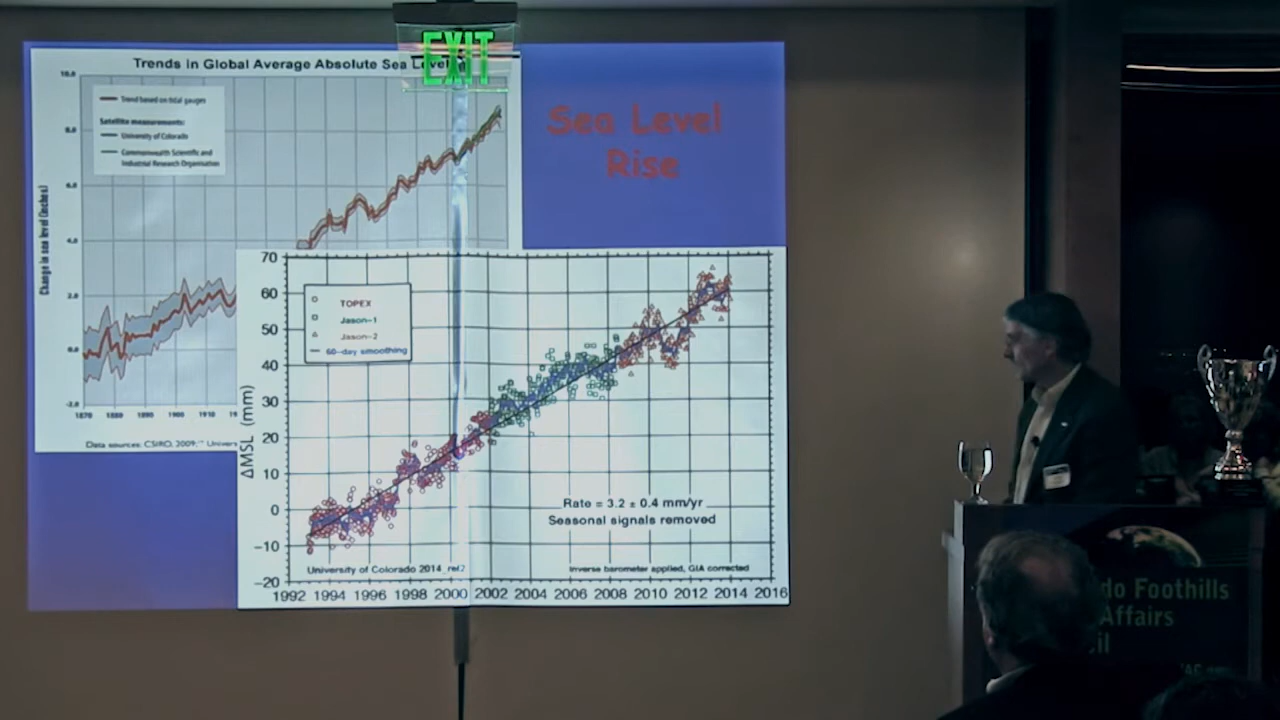 EXIT
Trends in Global Average Absolute Sea Level
Sea Level
Rise
Trend based on tidal gauges
Satellite measurements:
University of Colorado
Commonwealth Scientific and
Industrial Research Organisation
Change in sea level (inches)
10.0
8.0
6.0
4.0
2.0
0.0
-2.0
1870 1880 1890 1900 1910 19
Data sources: CSIRO, 2009;
TOPEX
Jason-1
Jason-2
60-day smoothing
ΔMSL (mm)
70
60
50
40
30
20
10
0
-10
-20
Rate = 3.2 ± 0.4 mm/yr
Seasonal signals removed
University of Colorado 2014_rel2
Inverse barometer applied, GIA corrected
1992 1994 1996 1998 2000 2002 2004 2006 2008 2010 2012 2014 2016
do Foothills
Affairs
il